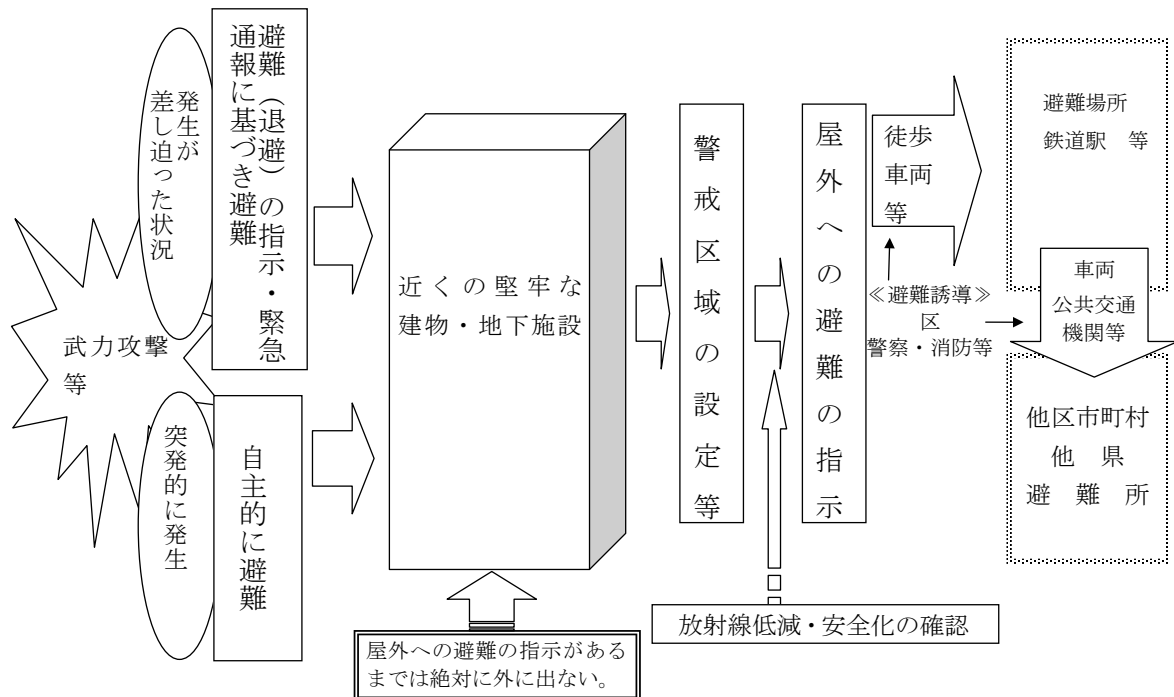 武力攻撃
等
発生が
差し迫った状況
避難（退避）の指示・緊急
通報に基づき避難
突発的に発生
自主的に避難
近くの堅牢な
建物・地下施設
屋外への避難の指示がある
までは絶対に外に出ない。
警戒区域の設定等
放射線低減・安全化の確認
屋外への避難の指示
徒歩
車両
等
≪避難誘導≫
区
警察・消防等
避難場所
鉄道駅　等
車両
公共交通
機関等
他区市町村
他　県
避　難　所